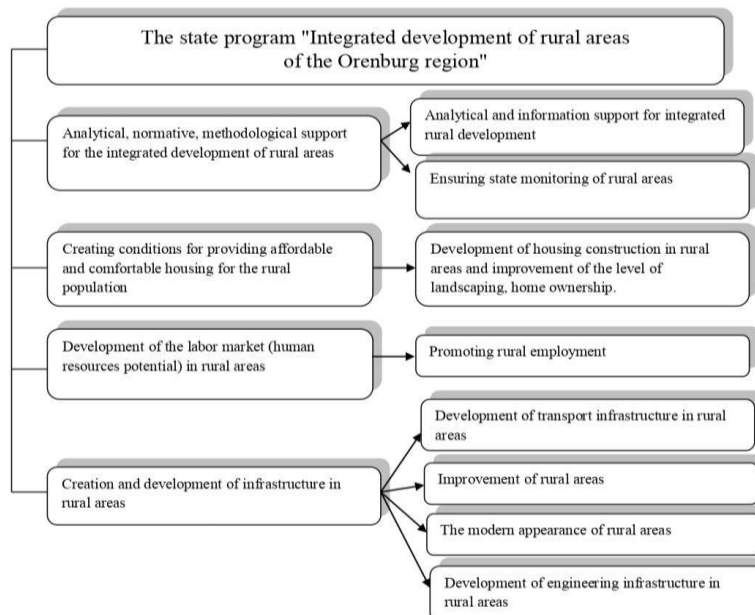 The state program "Integrated development of rural areas
of the Orenburg region"
Analytical, normative, methodological support
for the integrated development of rural areas
Analytical and information support for integrated
rural development
Ensuring state monitoring of rural areas
Creating conditions for providing affordable
and comfortable housing for the rural
population
Development of housing construction in rural
areas and improvement of the level of
landscaping, home ownership.
Development of the labor market (human
resources potential) in rural areas
Promoting rural employment
Creation and development of infrastructure in
rural areas
Development of transport infrastructure in rural
areas
Improvement of rural areas
The modern appearance of rural areas
Development of engineering infrastructure in
rural areas